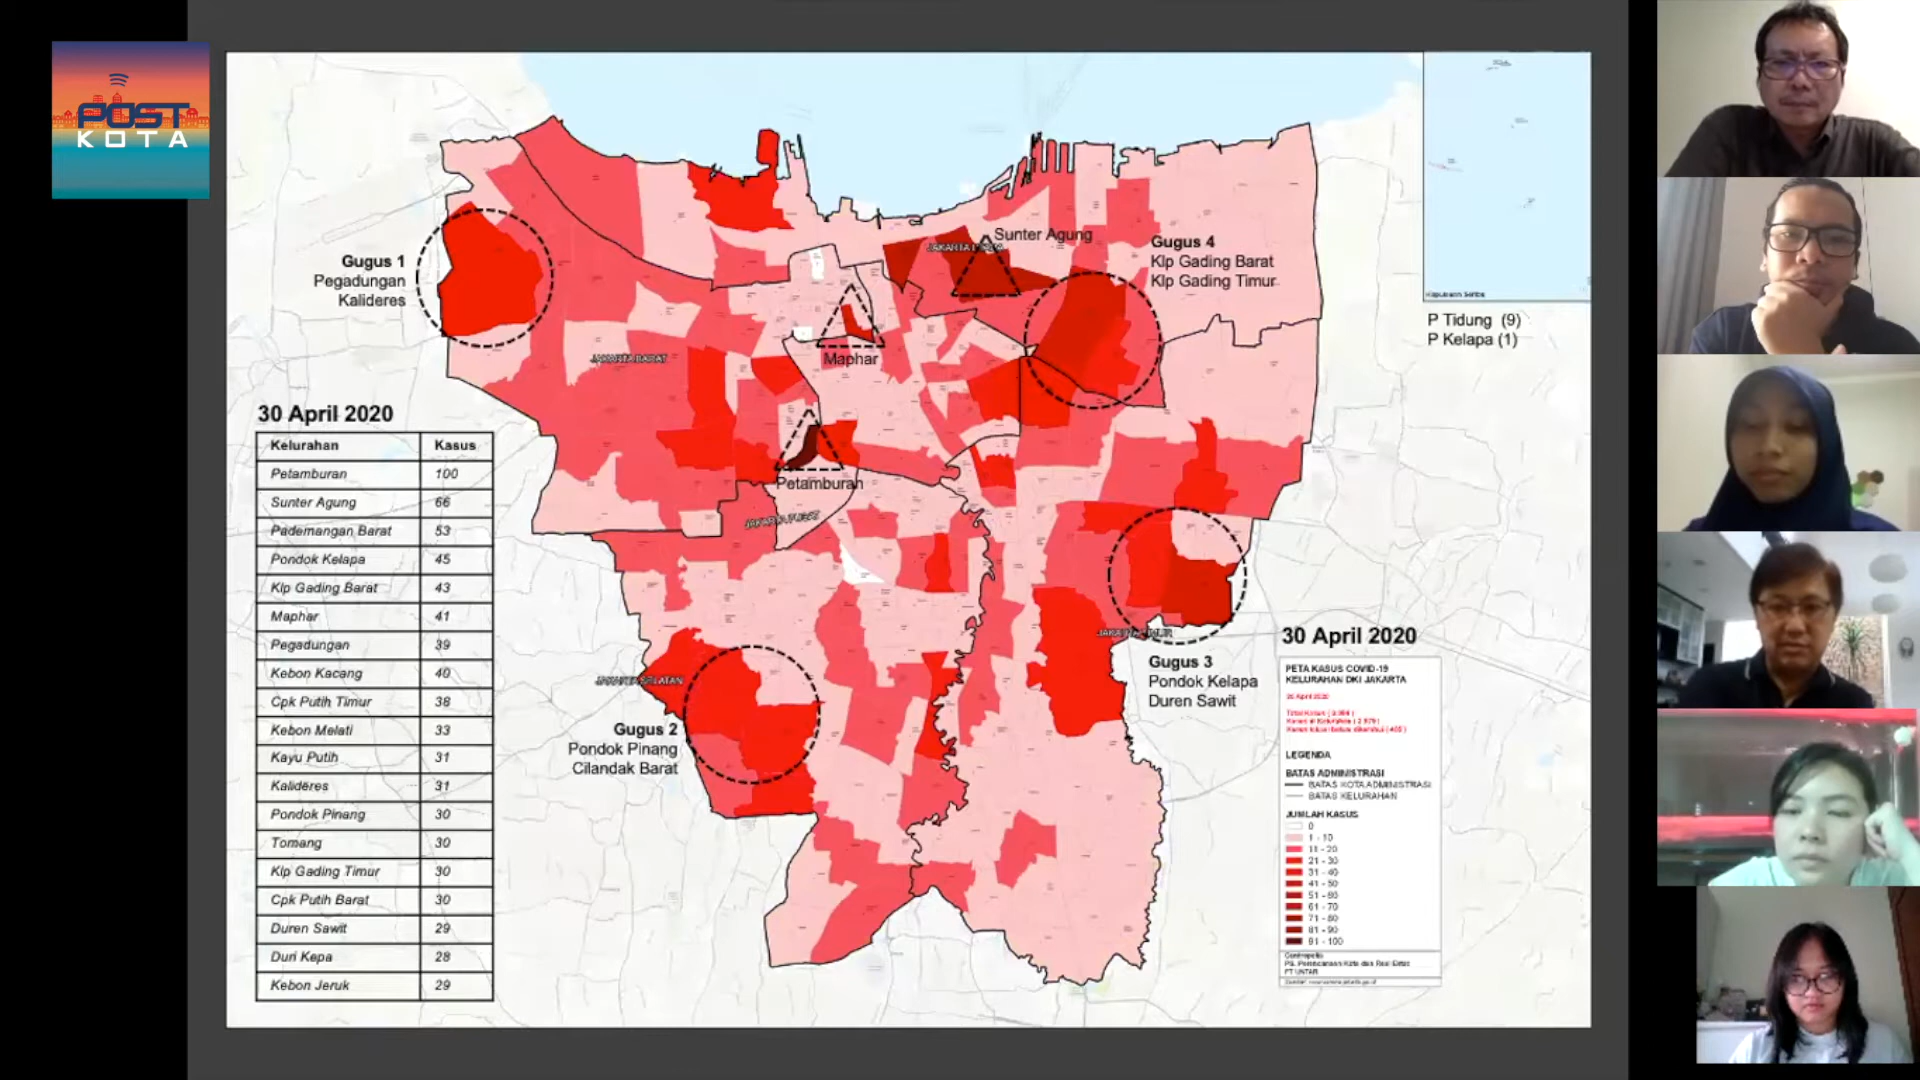 POST
KOTA
Gugus 1
Pegadungan
Kalideres
Sunter Agung
Gugus 4
Klp Gading Barat
Klp Gading Timur
P Tidung (9)
P Kelapa (1)
JAKARTA BARAT
Maphar
Petamburan
JAKARTA PUSAT
JAKARTA SELATAN
Gugus 2
Pondok Pinang
Cilandak Barat
Gugus 3
Pondok Kelapa
Duren Sawit
30 April 2020
Kelurahan Kasus
Petamburan 100
Sunter Agung 66
Pademangan Barat 53
Pondok Kelapa 45
Klp Gading Barat 43
Maphar 41
Pegadungan 39
Kebon Kacang 40
Cpk Putih Timur 38
Kebon Melati 33
Kayu Putih 31
Kalideres 31
Pondok Pinang 30
Tomang 30
Klp Gading Timur 30
Cpk Putih Barat 30
Duren Sawit 29
Duri Kepa 28
Kebon Jeruk 29
30 April 2020
PETA KASUS COVID-19
KELURAHAN DKI JAKARTA
30 April 2020
LEGENDA
BATAS ADMINISTRASI
BATAS KOTA ADMINISTRASI
BATAS KELURAHAN
JUMLAH KASUS
0
1 - 10
11 - 20
21 - 30
31 - 40
41 - 50
51 - 60
61 - 70
71 - 80
81 - 90
91 - 100
FT UNTAR